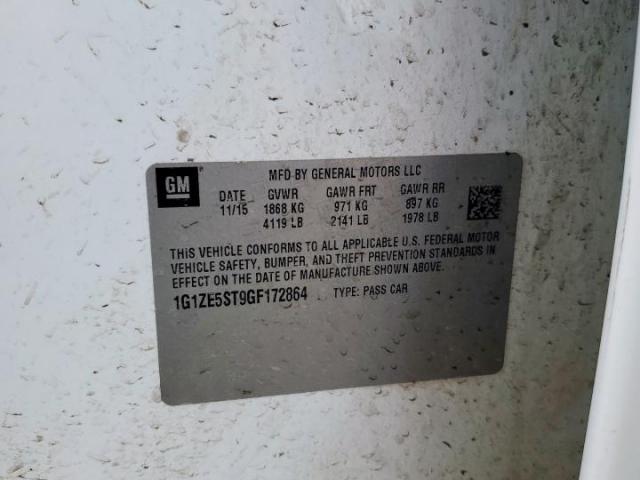 GM
MFD BY GENERAL MOTORS LLC
DATE GVWR GAWR FRT GAWR RR
11/15 1868 KG 971 KG 897 KG
4119 LB 2141 LB 1978 LB
THIS VEHICLE CONFORMS TO ALL APPLICABLE U.S. FEDERAL MOTOR
VEHICLE SAFETY, BUMPER, AND THEFT PREVENTION STANDARDS IN
EFFECT ON THE DATE OF MANUFACTURE SHOWN ABOVE.
1G1ZE5ST9GF172864 TYPE: PASS CAR